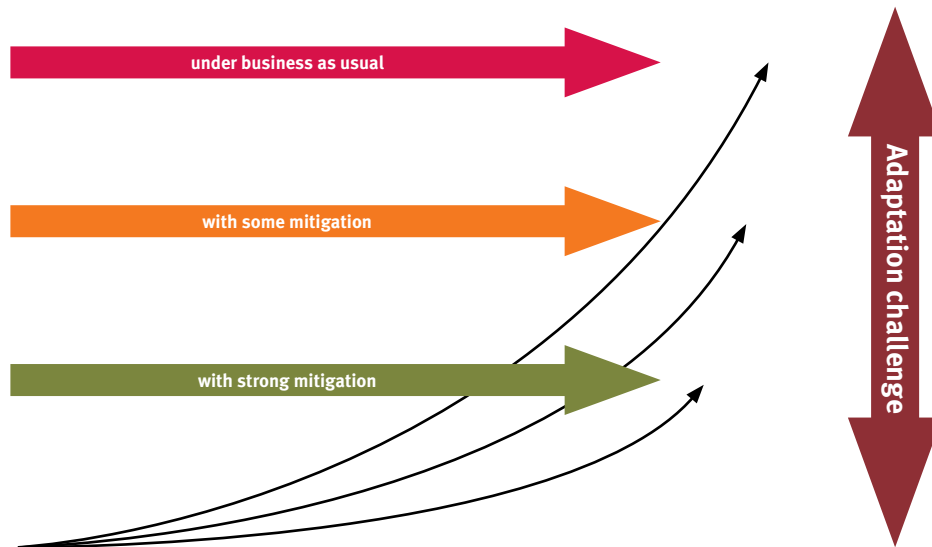 under business as usual
with some mitigation
with strong mitigation
Adaptation challenge